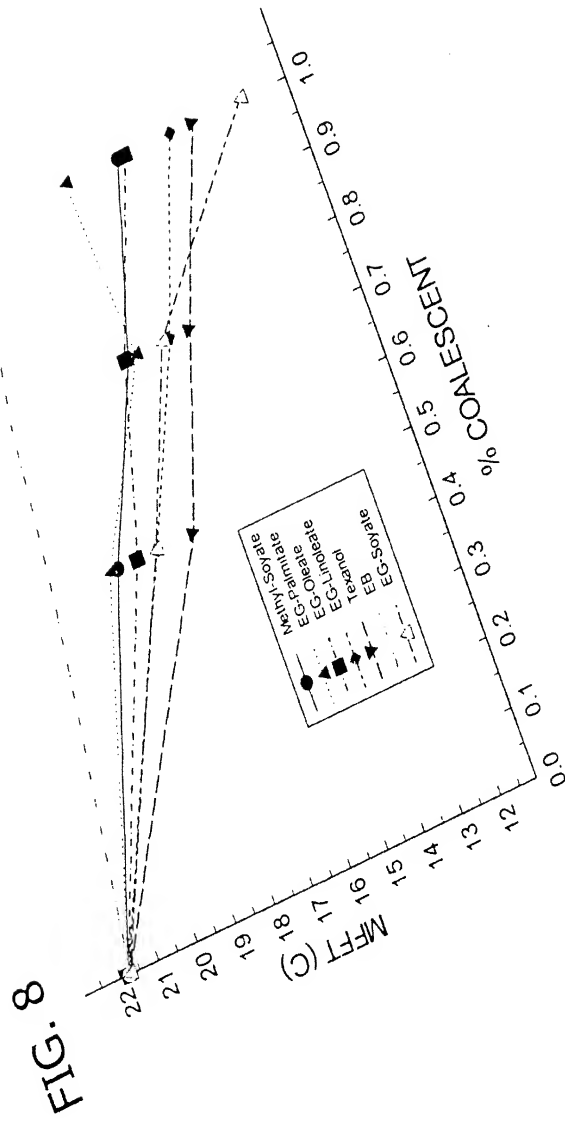 FIG. 8
MFFT (C)
22
21
20
19
18
17
16
15
14
13
12
Methyl-Soyate
EG-Palmitate
EG-Oleate
EG-Linoleate
Texanol
EB
EG-Soyate
0.0
0.1
0.2
0.3
0.4
0.5
0.6
0.7
0.8
0.9
1.0
% COALESCENT